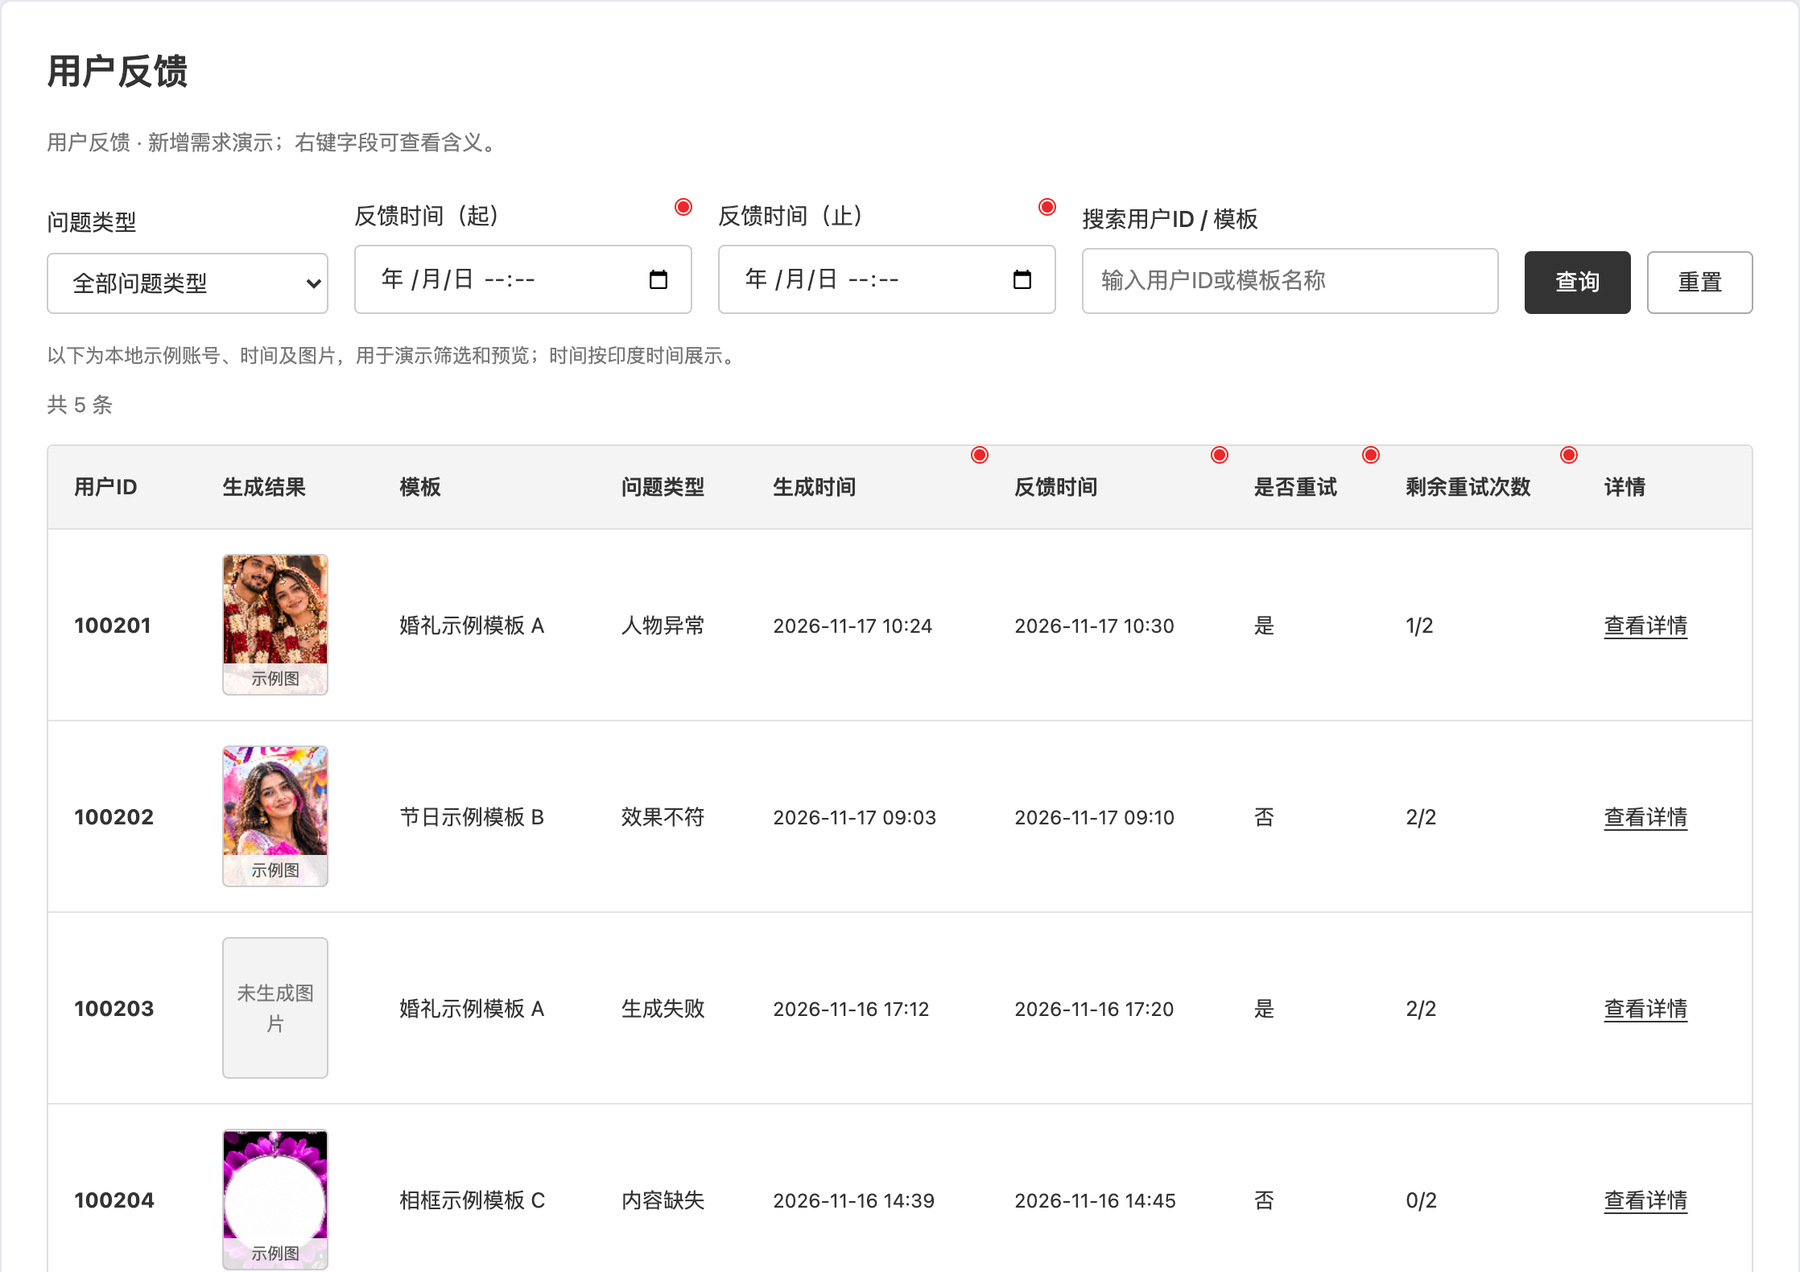 用户反馈
用户反馈 · 新增需求演示；右键字段可查看含义。
问题类型
反馈时间（起）
反馈时间（止）
搜索用户ID / 模板
全部问题类型
年 /月/日 --:--
年 /月/日 --:--
输入用户ID或模板名称
查询
重置
以下为本地示例账号、时间及图片，用于演示筛选和预览；时间按印度时间展示。
共 5 条
用户ID 生成结果 模板 问题类型 生成时间 反馈时间 是否重试 剩余重试次数 详情
100201 婚礼示例模板 A 人物异常 2026-11-17 10:24 2026-11-17 10:30 是 1/2 查看详情
示例图
100202 节日示例模板 B 效果不符 2026-11-17 09:03 2026-11-17 09:10 否 2/2 查看详情
示例图
未生成图
片
100203 婚礼示例模板 A 生成失败 2026-11-16 17:12 2026-11-16 17:20 是 2/2 查看详情
100204 相框示例模板 C 内容缺失 2026-11-16 14:39 2026-11-16 14:45 否 0/2 查看详情
示例图